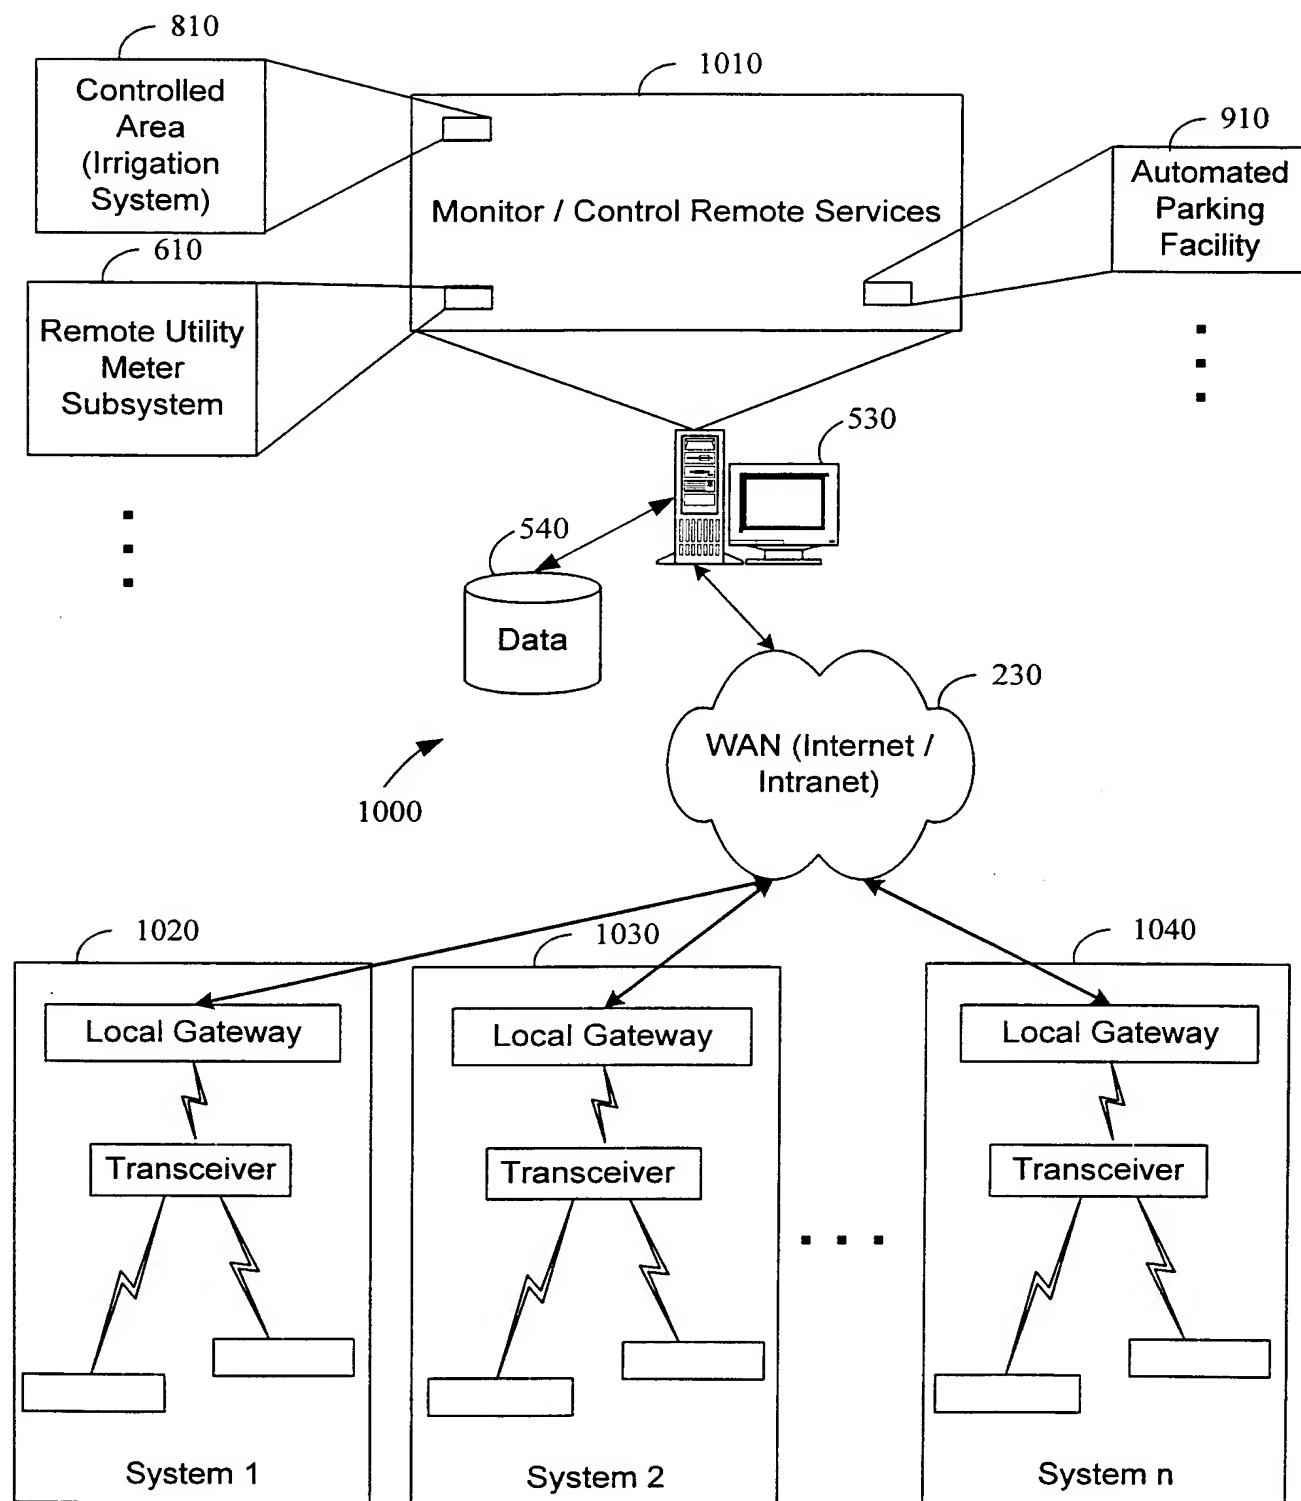 810
1010
Controlled
Area
(Irrigation
System)
910
Automated
Parking
Facility
Monitor / Control Remote Services
610
Remote Utility
Meter
Subsystem
530
540
Data
230
WAN (Internet /
Intranet)
1000
1020
1030
1040
Local Gateway
Local Gateway
Local Gateway
Transceiver
Transceiver
Transceiver
System 1
System 2
System n